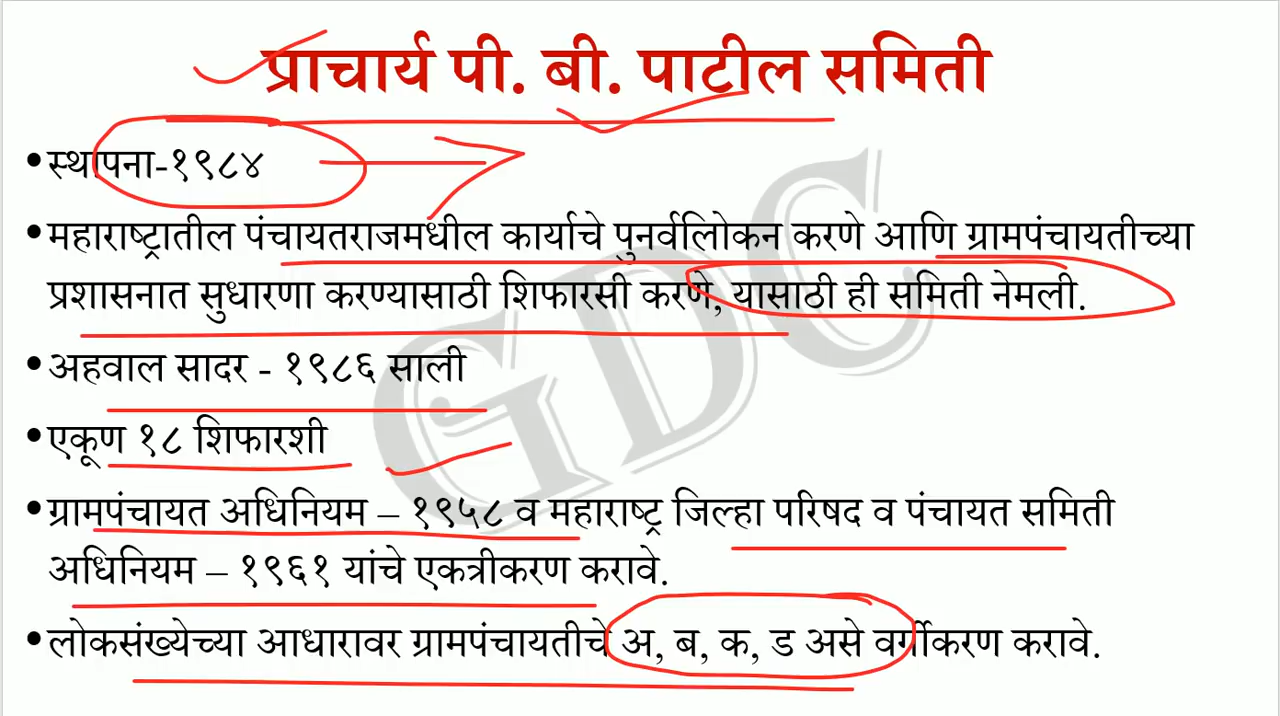 प्राचार्य पी. बी. पाटील समिती
•स्थापना-१९८४
•महाराष्ट्रातील पंचायतराजमधील कार्याचे पुनर्वलोकन करणे आणि ग्रामपंचायतीच्या
प्रशासनात सुधारणा करण्यासाठी शिफारसी करणे, यासाठी ही समिती नेमली.
•अहवाल सादर - १९८६ साली
•एकूण १८ शिफारशी
•ग्रामपंचायत अधिनियम – १९५८ व महाराष्ट्र जिल्हा परिषद व पंचायत समिती
अधिनियम – १९६१ यांचे एकत्रीकरण करावे.
•लोकसंख्येच्या आधारावर ग्रामपंचायतीचे अ, ब, क, ड असे वर्गीकरण करावे.
GDC